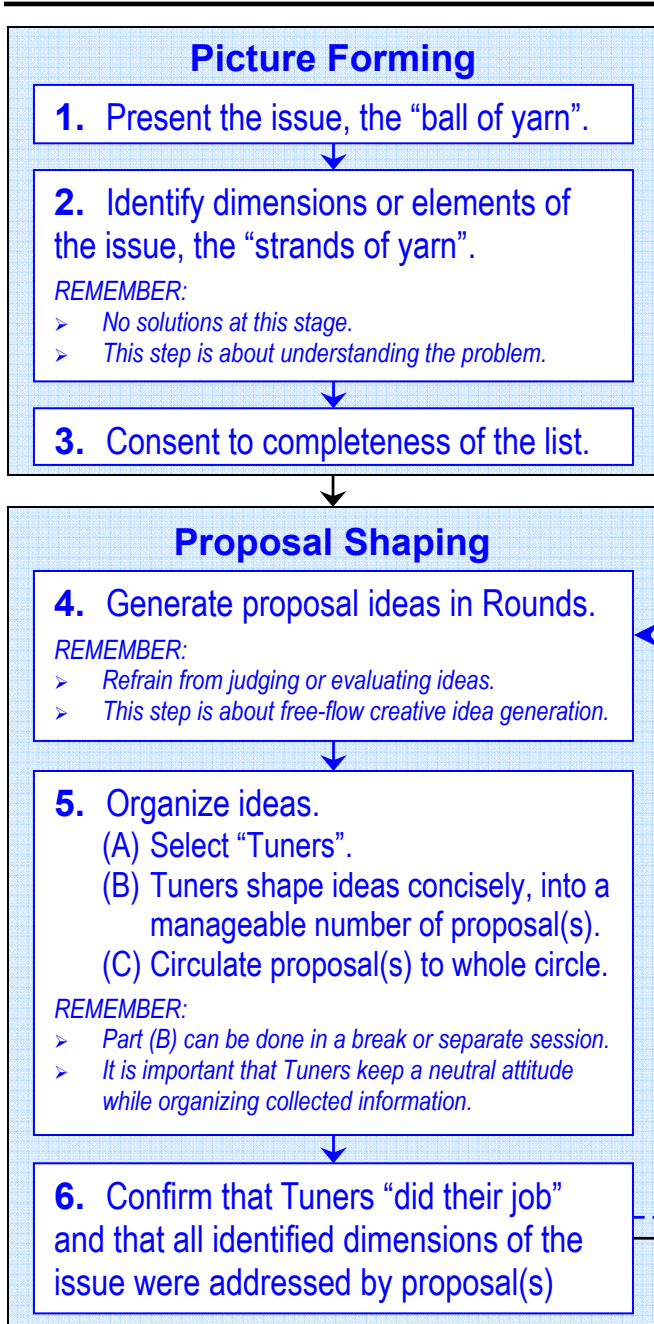 Picture Forming
1. Present the issue, the “ball of yarn”.
2. Identify dimensions or elements of
the issue, the “strands of yarn”.
REMEMBER:
➢ No solutions at this stage.
➢ This step is about understanding the problem.
3. Consent to completeness of the list.
Proposal Shaping
4. Generate proposal ideas in Rounds.
REMEMBER:
➢ Refrain from judging or evaluating ideas.
➢ This step is about free-flow creative idea generation.
5. Organize ideas.
(A) Select “Tuners”.
(B) Tuners shape ideas concisely, into a
manageable number of proposal(s).
(C) Circulate proposal(s) to whole circle.
REMEMBER:
➢ Part (B) can be done in a break or separate session.
➢ It is important that Tuners keep a neutral attitude
while organizing collected information.
6. Confirm that Tuners “did their job”
and that all identified dimensions of the
issue were addressed by proposal(s)